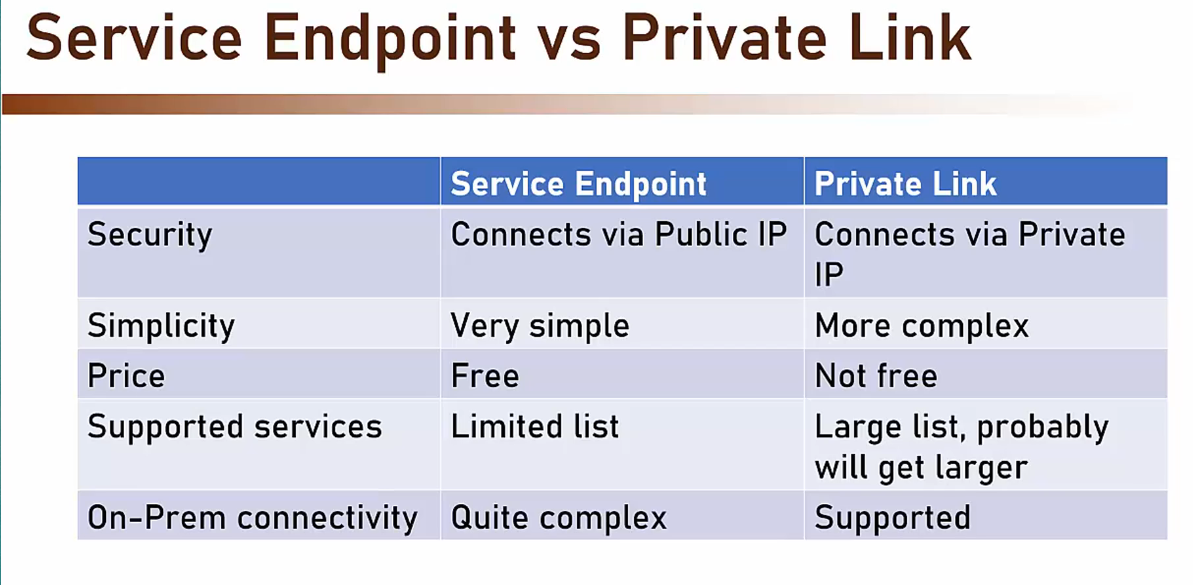 Service Endpoint vs Private Link
Service Endpoint Private Link
Security Connects via Public IP Connects via Private
IP
Simplicity Very simple More complex
Price Free Not free
Supported services Limited list Large list, probably
will get larger
On-Prem connectivity Quite complex Supported